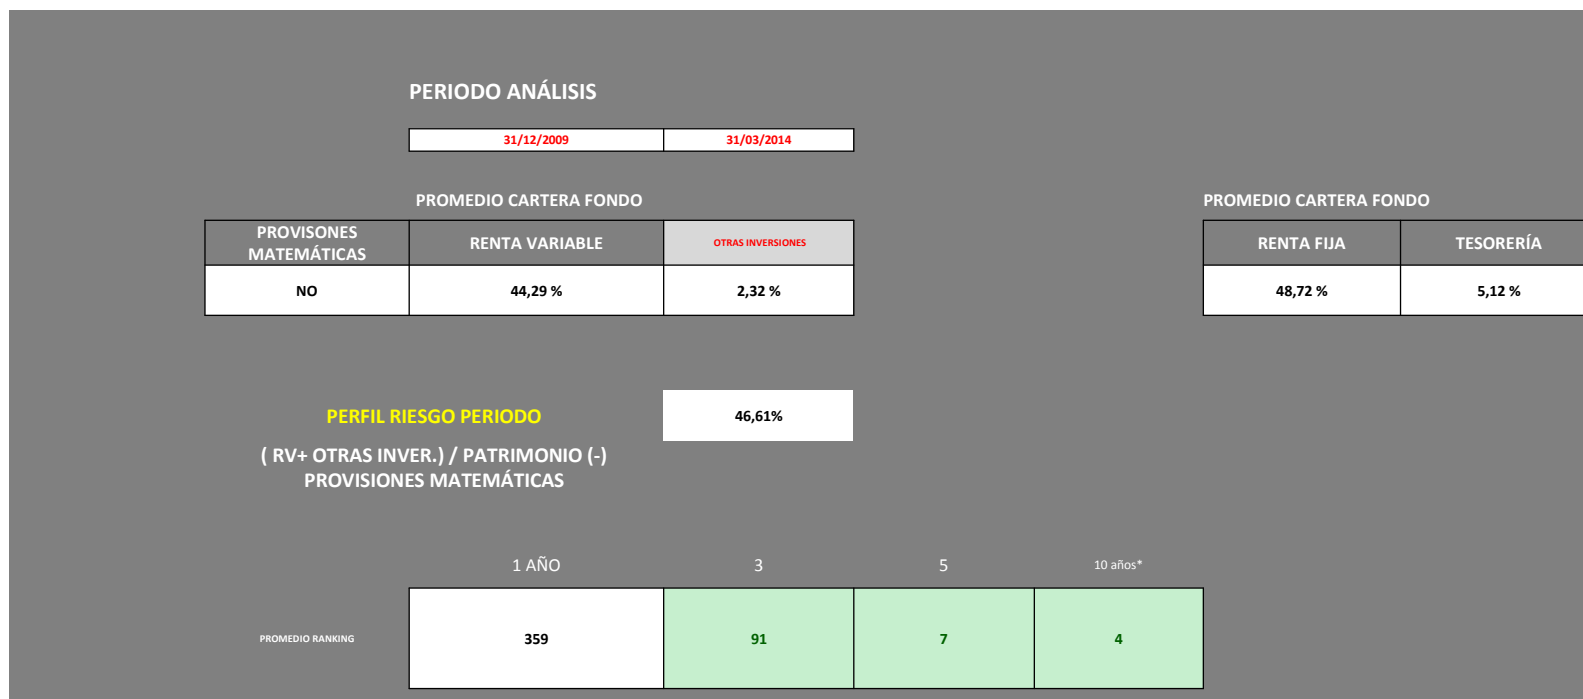 PERIODO ANÁLISIS
31/12/2009 31/03/2014
PROMEDIO CARTERA FONDO PROMEDIO CARTERA FONDO
PROVISONES
MATEMÁTICAS RENTA VARIABLE OTRAS INVERSIONES RENTA FIJA TESORERÍA
NO 44,29 % 2,32 % 48,72 % 5,12 %
PERFIL RIESGO PERIODO 46,61%
( RV+ OTRAS INVER.) / PATRIMONIO (-)
PROVISIONES MATEMÁTICAS
1 AÑO 3 5 10 años*
PROMEDIO RANKING 359 91 7 4